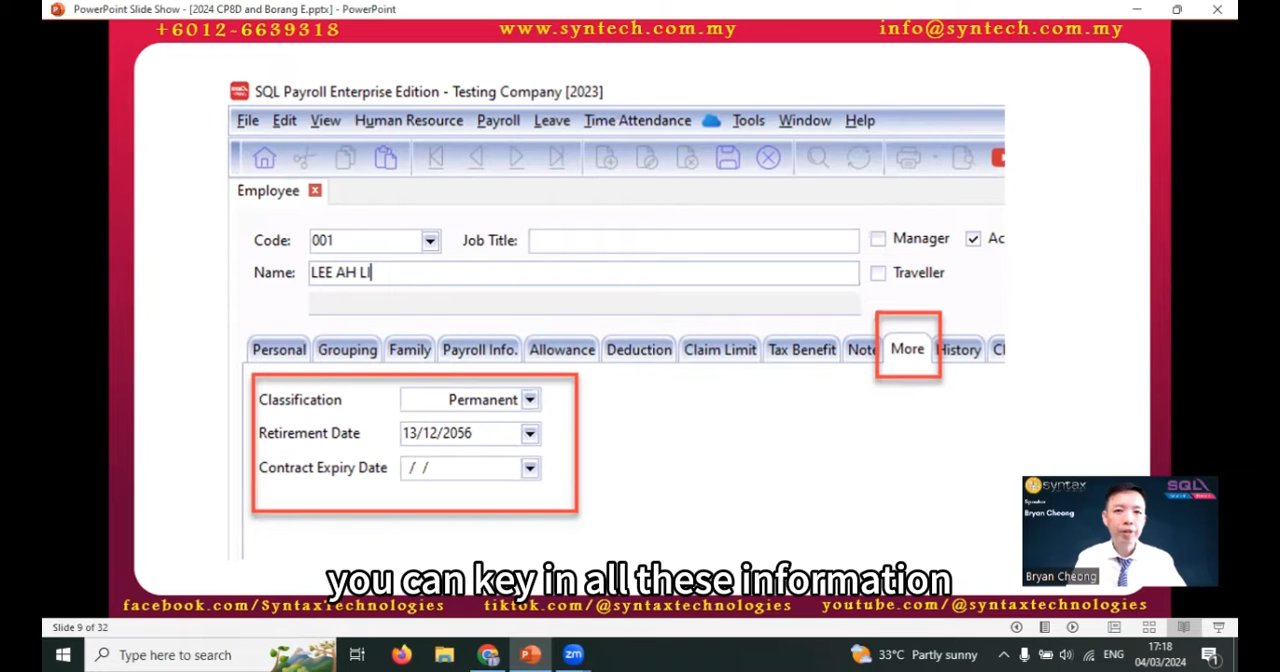 PowerPoint Slide Show - [2024 CP8D and Borang E.pptx] - PowerPoint
+6012-6639318 www.syntech.com.my info@syntech.com.my
SQL Payroll Enterprise Edition - Testing Company [2023]
File Edit View Human Resource Payroll Leave Time Attendance Tools Window Help
Employee
Code: 001 Job Title: Manager Ac
Name: LEE AH LI Traveller
Personal Grouping Family Payroll Info. Allowance Deduction Claim Limit Tax Benefit Note More History
Classification Permanent
Retirement Date 13/12/2056
Contract Expiry Date / /
syntax SQL
Speaker
Bryan Cheong
Bryan Cheong
you can key in all these information
facebook.com/SyntaxTechnologies tiktok.com/@syntaxtechnologies youtube.com/@syntaxtechnologies
Slide 9 of 32
Type here to search 33°C Partly sunny ENG 17:18
04/03/2024